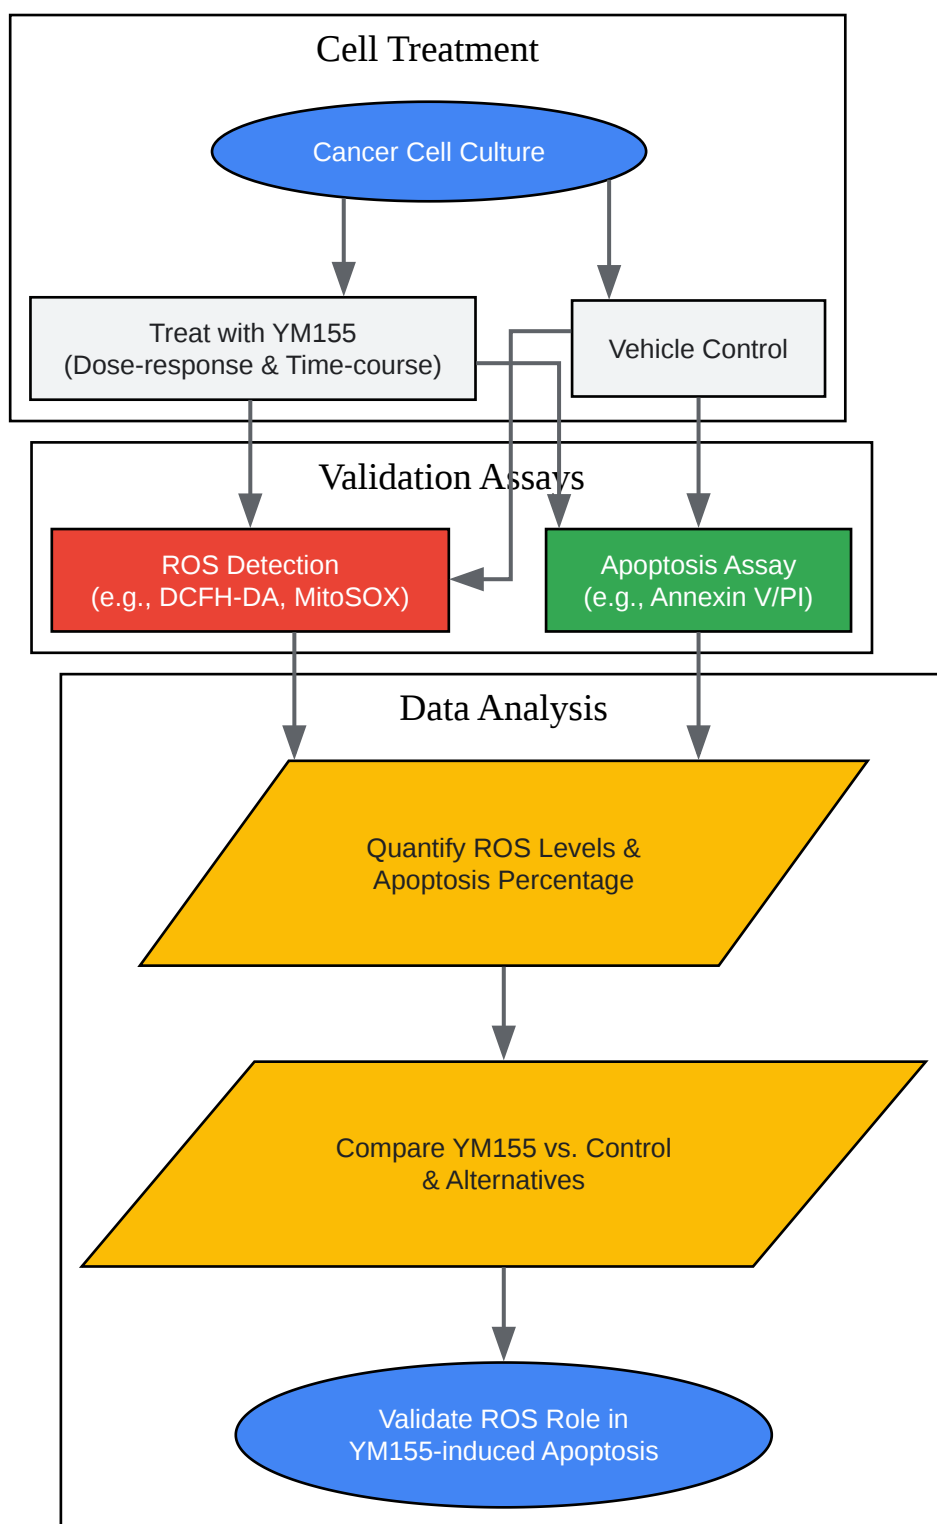 Cell Treatment
Cancer Cell Culture
Treat with YM155
(Dose-response & Time-course)
Vehicle Control
Validation Assays
ROS Detection
(e.g., DCFH-DA, MitoSOX)
Apoptosis Assay
(e.g., Annexin V/PI)
Data Analysis
Quantify ROS Levels &
Apoptosis Percentage
Compare YM155 vs. Control
& Alternatives
Validate ROS Role in
YM155-induced Apoptosis